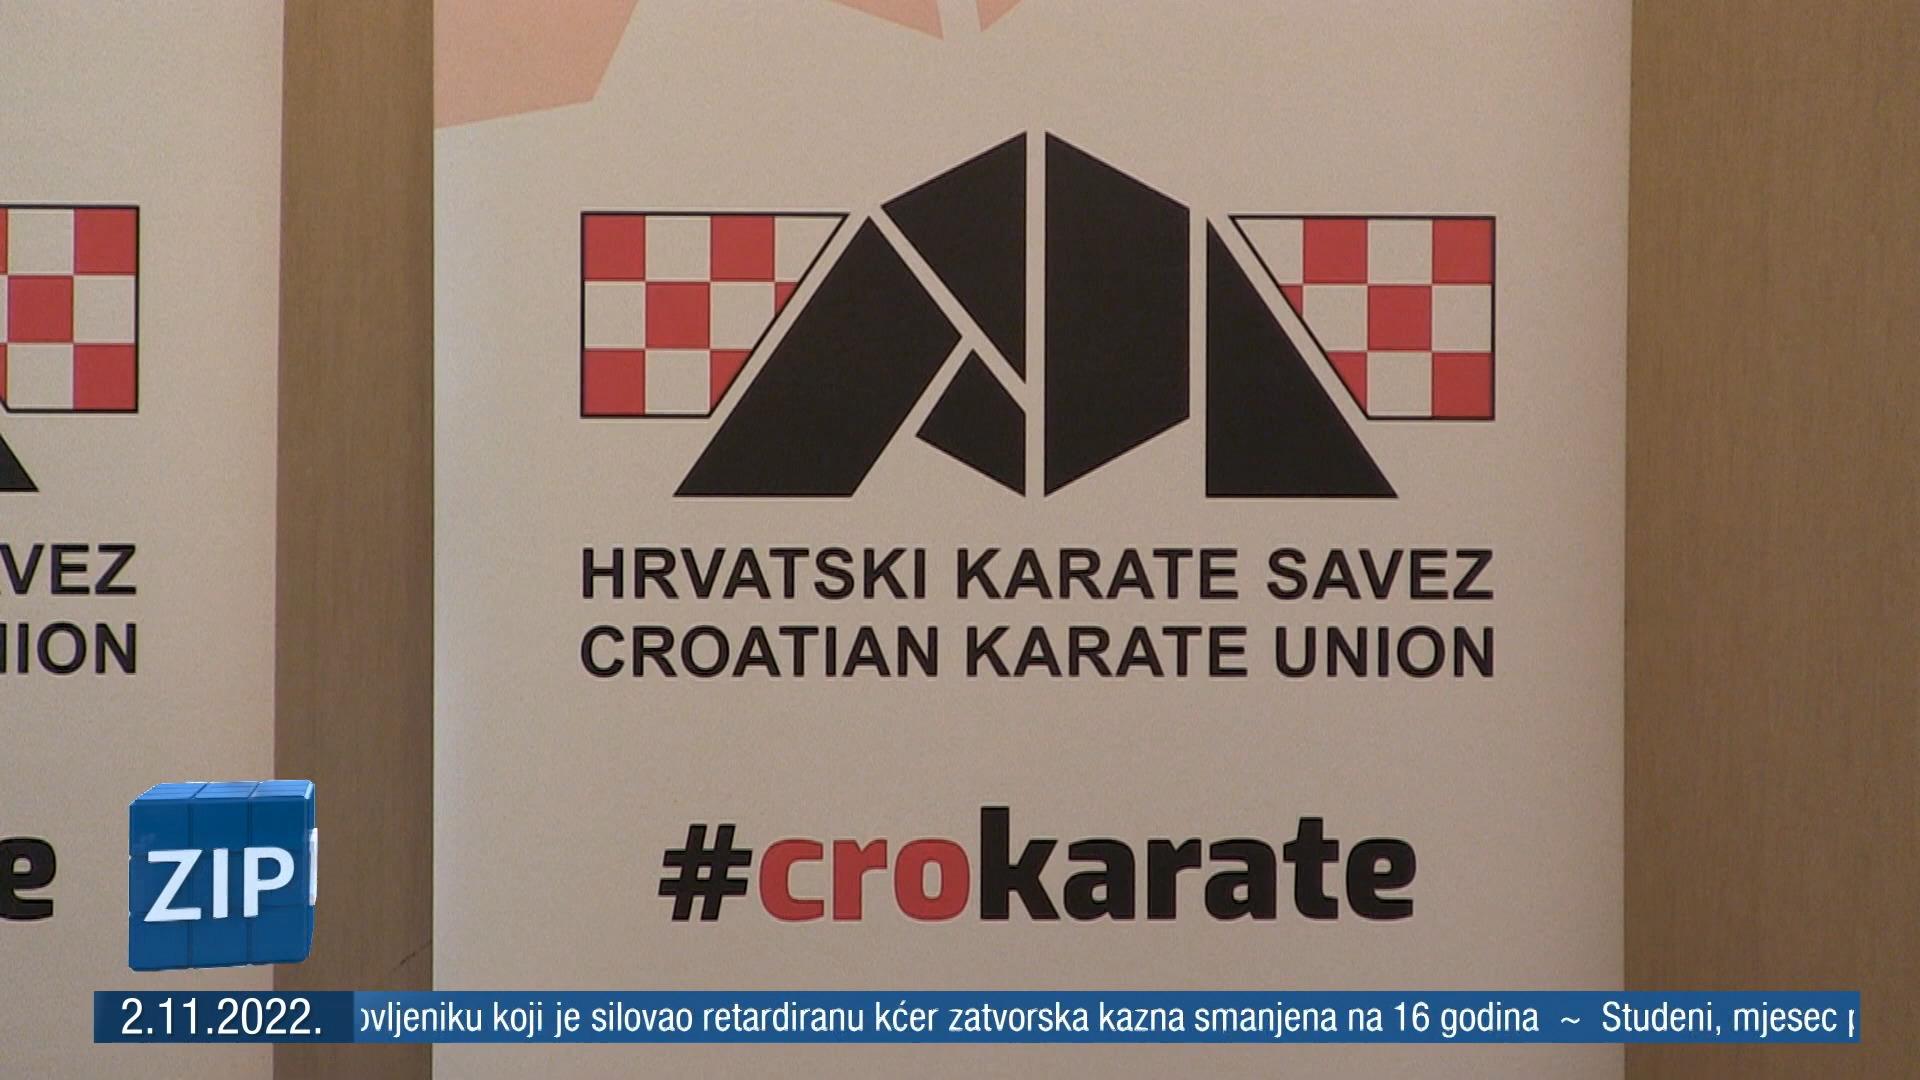 HRVATSKI KARATE SAVEZ
CROATIAN KARATE UNION
#crokarate
VEZ
ION
e
ZIP
2.11.2022.
koji je silovao retardiranu kćer zatvorska kazna smanjena na 16 godina ~ Studeni, mjesec